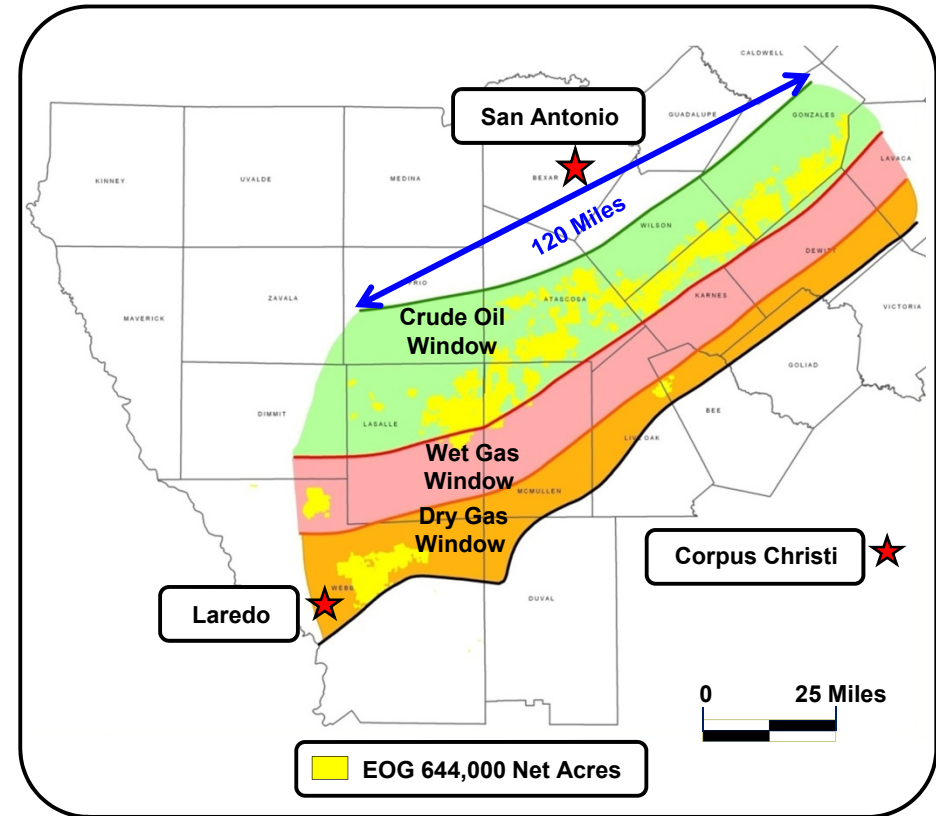 CALDWELL
San Antonio
GUADALUPE
GONZALES
KINNEY
UVALDE
MEDINA
BEXAR
LAVACA
120 Miles
WILSON
DEWITT
FRIO
ZAVALA
ATASCOSA
KARNES
MAVERICK
VICTORIA
Crude Oil
Window
GOLIAD
DIMMIT
LASALLE
BEE
LIVE OAK
Wet Gas
Window
MCMULLEN
Dry Gas
Window
Corpus Christi
WEBB
Laredo
DUVAL
0 25 Miles
EOG 644,000 Net Acres